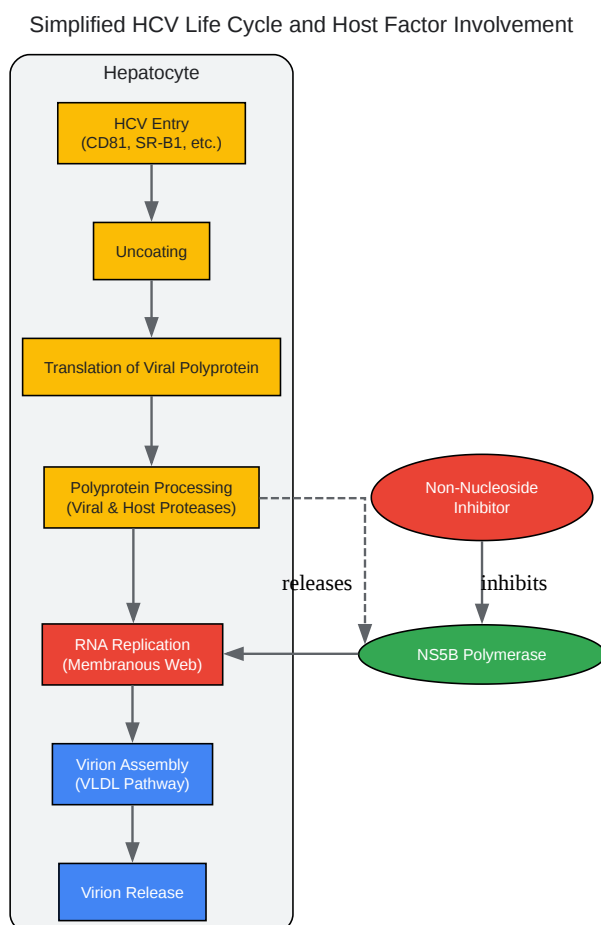 Simplified HCV Life Cycle and Host Factor Involvement
Hepatocyte
HCV Entry
(CD81, SR-B1, etc.)
Uncoating
Translation of Viral Polyprotein
Polyprotein Processing
(Viral & Host Proteases)
Non-Nucleoside
Inhibitor
releases
inhibits
RNA Replication
(Membranous Web)
NS5B Polymerase
Virion Assembly
(VLDL Pathway)
Virion Release